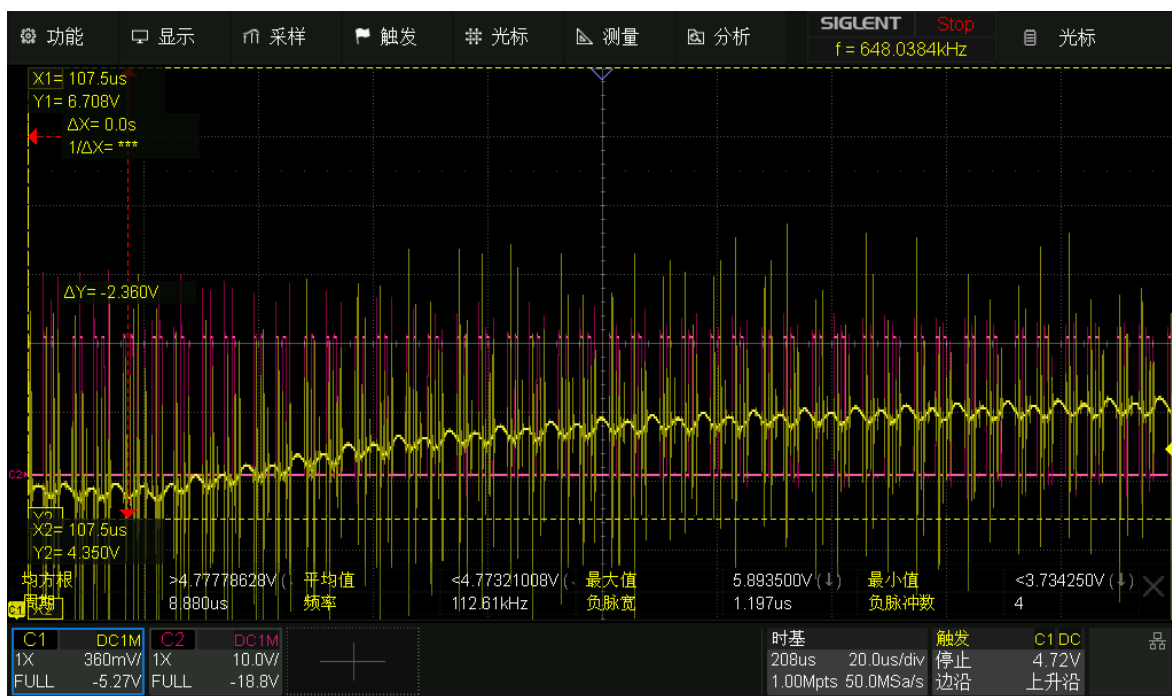 功能 显示 采样 触发 光标 测量 分析 SIGLENT Stop 光标
f = 648.0384kHz
X1= 107.5us
Y1= 6.708V
ΔX= 0.0s
1/ΔX= ***
ΔY= -2.360V
C2
X2
X2= 107.5us
Y2= 4.350V
均方根 >4.77778628V(↓) 平均值 <4.77321008V(↓) 最大值 5.893500V(↓) 最小值 <3.734250V(↓)
周期 8.880us 频率 112.61kHz 负脉宽 1.197us 负脉冲数 4
C1 X2
C1 DC1M C2 DC1M 时基 触发 C1 DC
1X 360mV/ 1X 10.0V/ 208us 20.0us/div 停止 4.72V
FULL -5.27V FULL -18.8V 1.00Mpts 50.0MSa/s 边沿 上升沿